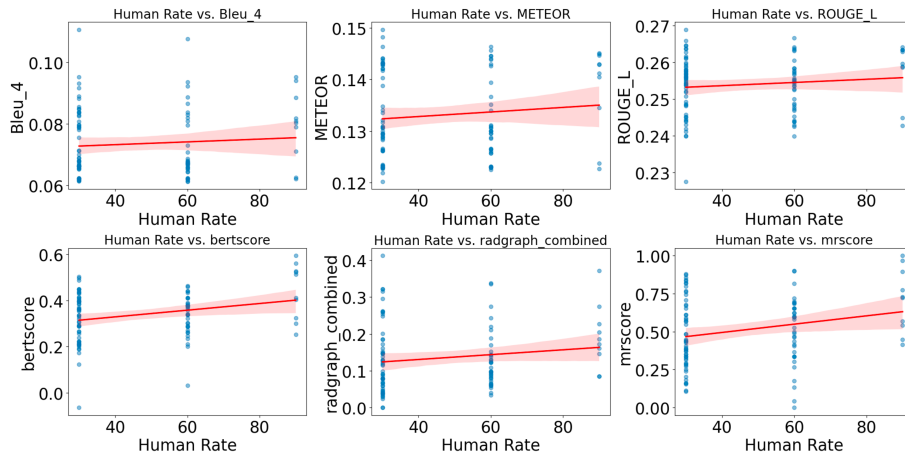 Human Rate vs. Bleu_4
Bleu_4
0.10
0.08
0.06
40
60
80
Human Rate
Human Rate vs. METEOR
METEOR
0.15
0.14
0.13
0.12
40
60
80
Human Rate
Human Rate vs. ROUGE_L
ROUGE_L
0.27
0.26
0.25
0.24
0.23
40
60
80
Human Rate
Human Rate vs. bertscore
bertscore
0.6
0.4
0.2
0.0
40
60
80
Human Rate
Human Rate vs. radgraph_combined
radgraph_combined
0.4
0.3
0.2
0.1
0.0
40
60
80
Human Rate
Human Rate vs. mrscore
mrscore
1.00
0.75
0.50
0.25
0.00
40
60
80
Human Rate